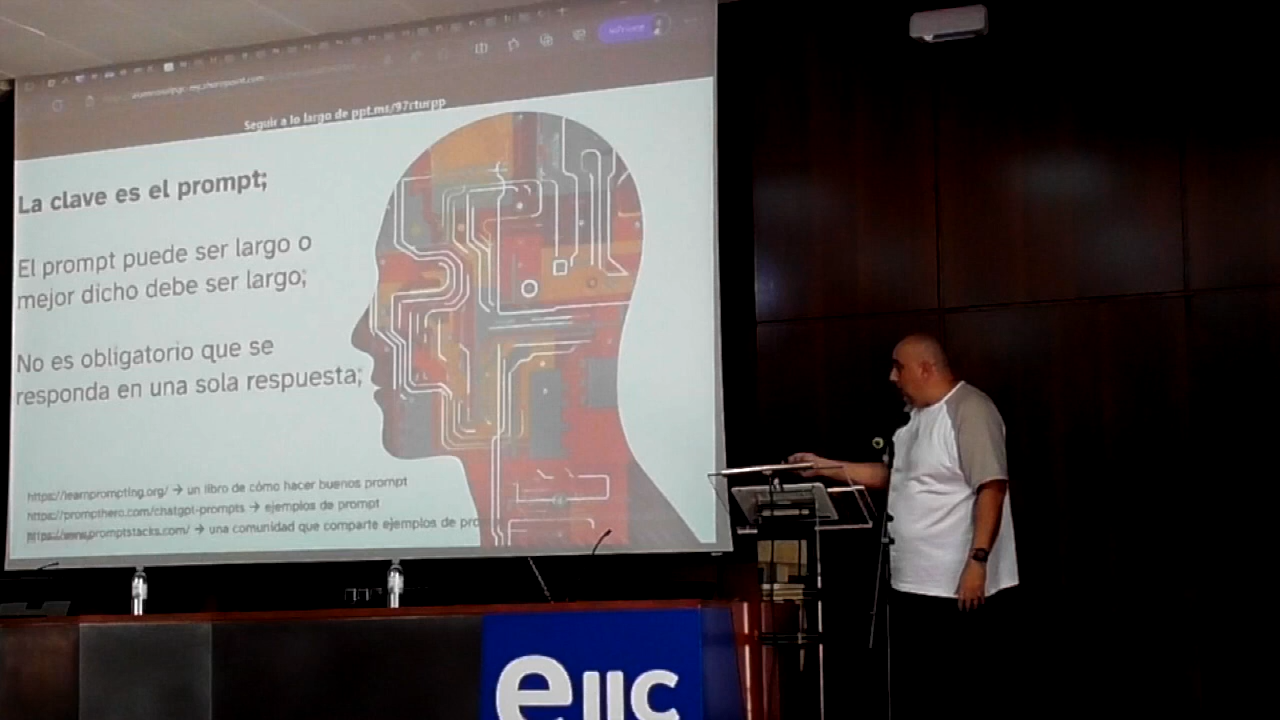 Seguir a lo largo de ppt.ms/97rturpp
La clave es el prompt;
El prompt puede ser largo o
mejor dicho debe ser largo;
No es obligatorio que se
responda en una sola respuesta;
https://learnprompting.org/ → un libro de cómo hacer buenos prompt
https://prompthero.com/chatgpt-prompts → ejemplos de prompt
https://www.promptstacks.com/ → una comunidad que comparte ejemplos de pro
eiic